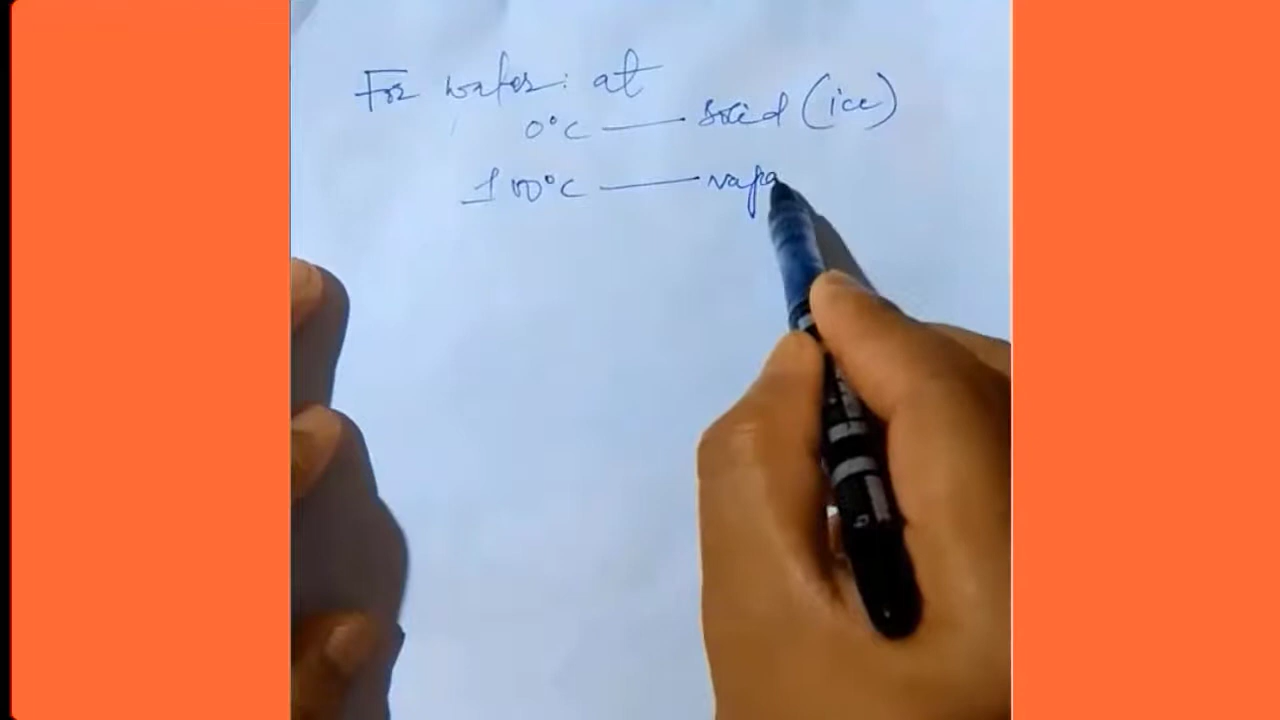 For water: at
0°C — solid (ice)
100°C — vapo